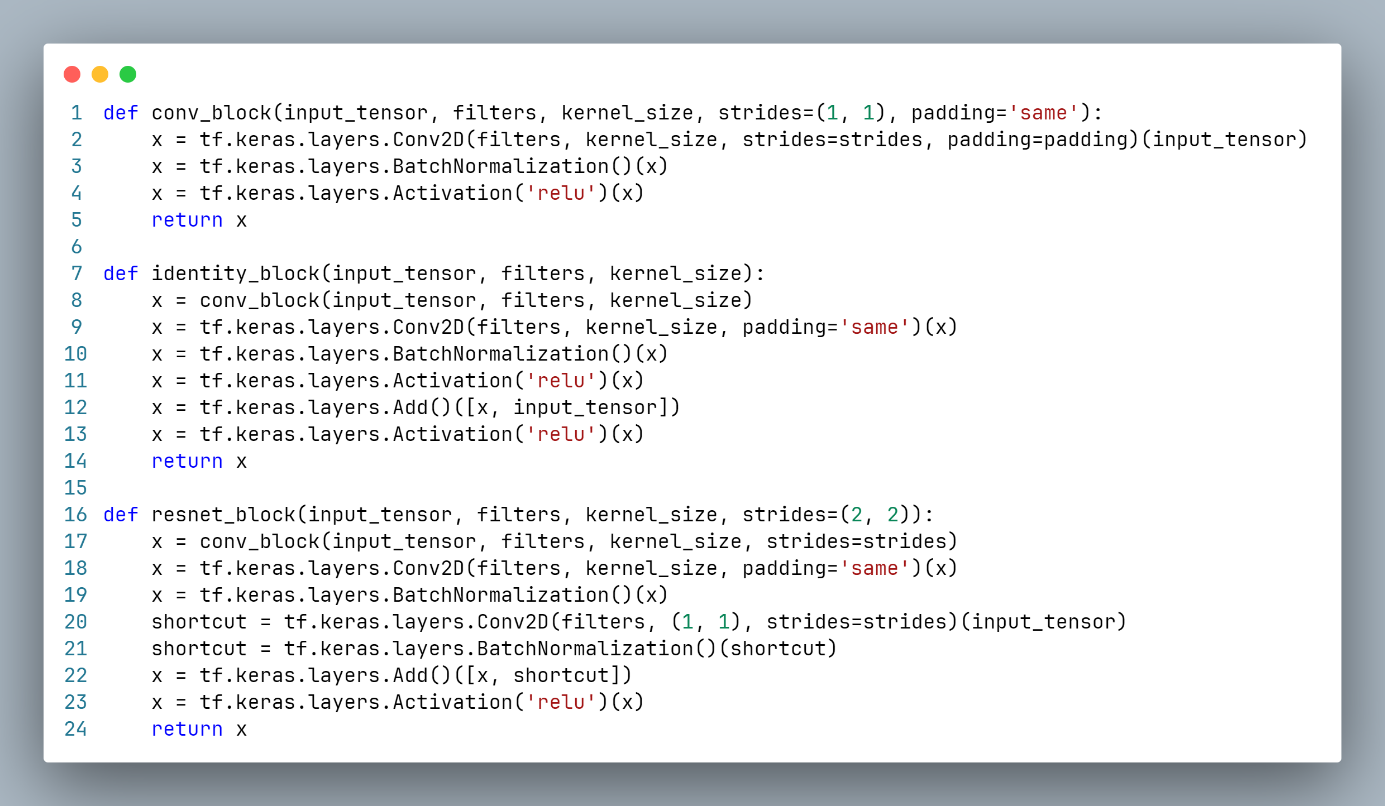 1 def conv_block(input_tensor, filters, kernel_size, strides=(1, 1), padding='same'):
2     x = tf.keras.layers.Conv2D(filters, kernel_size, strides=strides, padding=padding)(input_tensor)
3     x = tf.keras.layers.BatchNormalization()(x)
4     x = tf.keras.layers.Activation('relu')(x)
5     return x
6
7 def identity_block(input_tensor, filters, kernel_size):
8     x = conv_block(input_tensor, filters, kernel_size)
9     x = tf.keras.layers.Conv2D(filters, kernel_size, padding='same')(x)
10     x = tf.keras.layers.BatchNormalization()(x)
11     x = tf.keras.layers.Activation('relu')(x)
12     x = tf.keras.layers.Add()([x, input_tensor])
13     x = tf.keras.layers.Activation('relu')(x)
14     return x
15
16 def resnet_block(input_tensor, filters, kernel_size, strides=(2, 2)):
17     x = conv_block(input_tensor, filters, kernel_size, strides=strides)
18     x = tf.keras.layers.Conv2D(filters, kernel_size, padding='same')(x)
19     x = tf.keras.layers.BatchNormalization()(x)
20     shortcut = tf.keras.layers.Conv2D(filters, (1, 1), strides=strides)(input_tensor)
21     shortcut = tf.keras.layers.BatchNormalization()(shortcut)
22     x = tf.keras.layers.Add()([x, shortcut])
23     x = tf.keras.layers.Activation('relu')(x)
24     return x